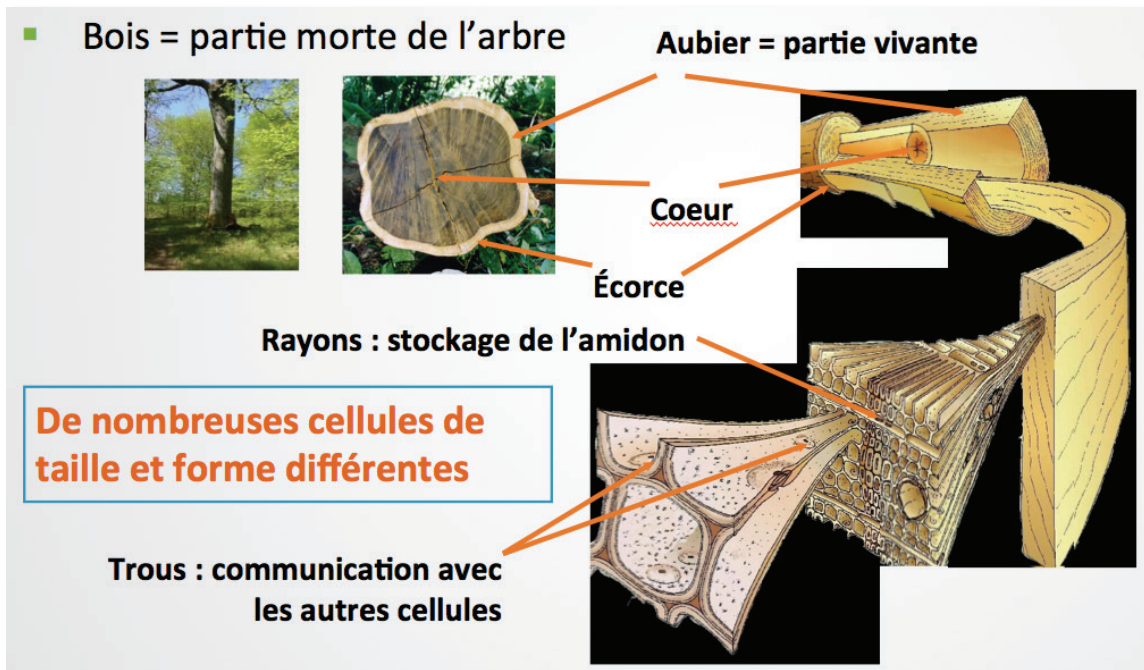 Bois = partie morte de l’arbre
Aubier = partie vivante
Coeur
Écorce
Rayons : stockage de l’amidon
De nombreuses cellules de
taille et forme différentes
Trous : communication avec
les autres cellules